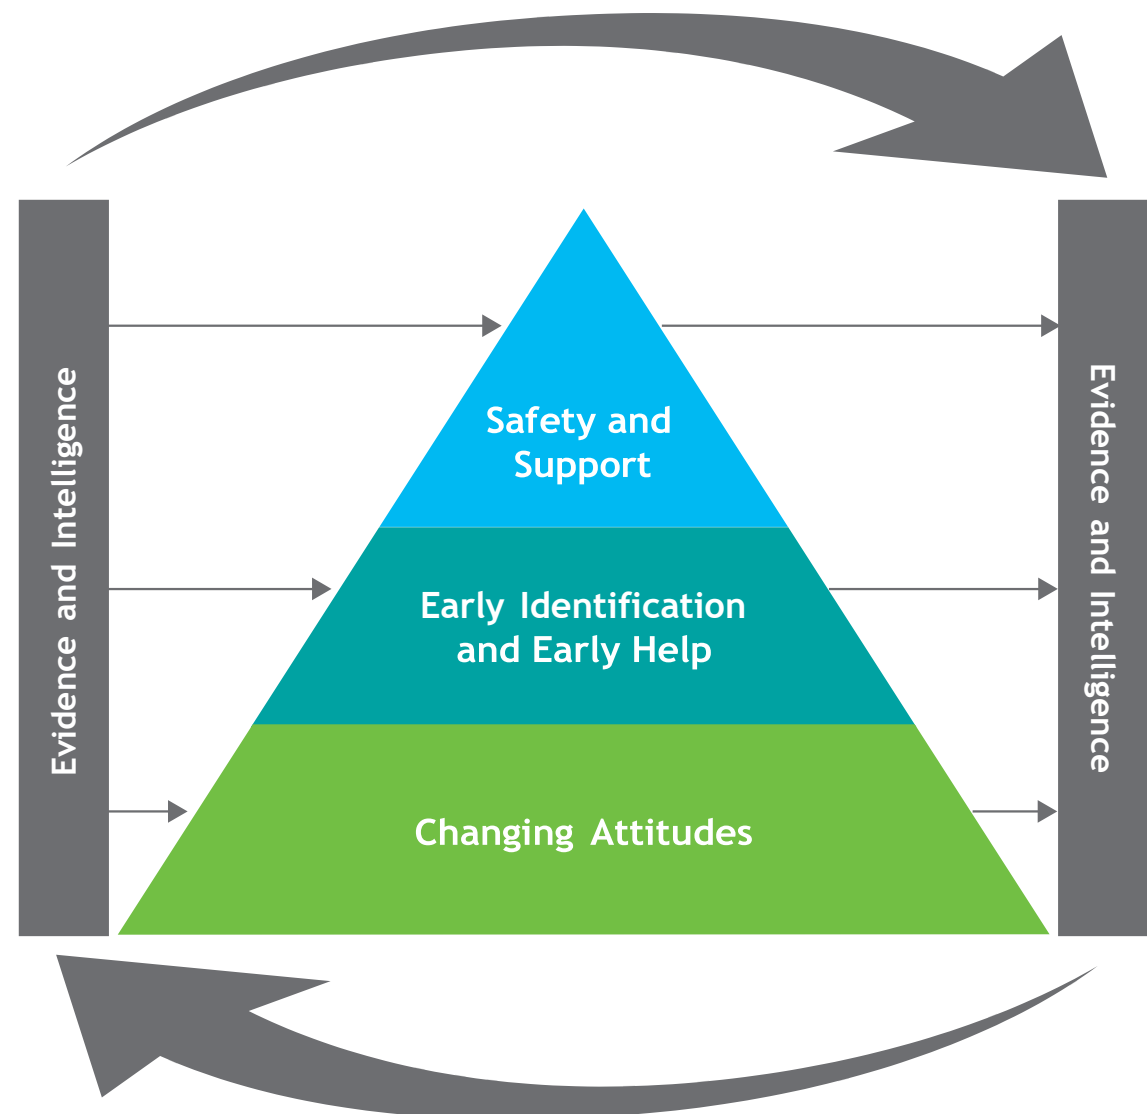 Evidence and Intelligence
Safety and
Support
Early Identification
and Early Help
Changing Attitudes
Evidence and Intelligence